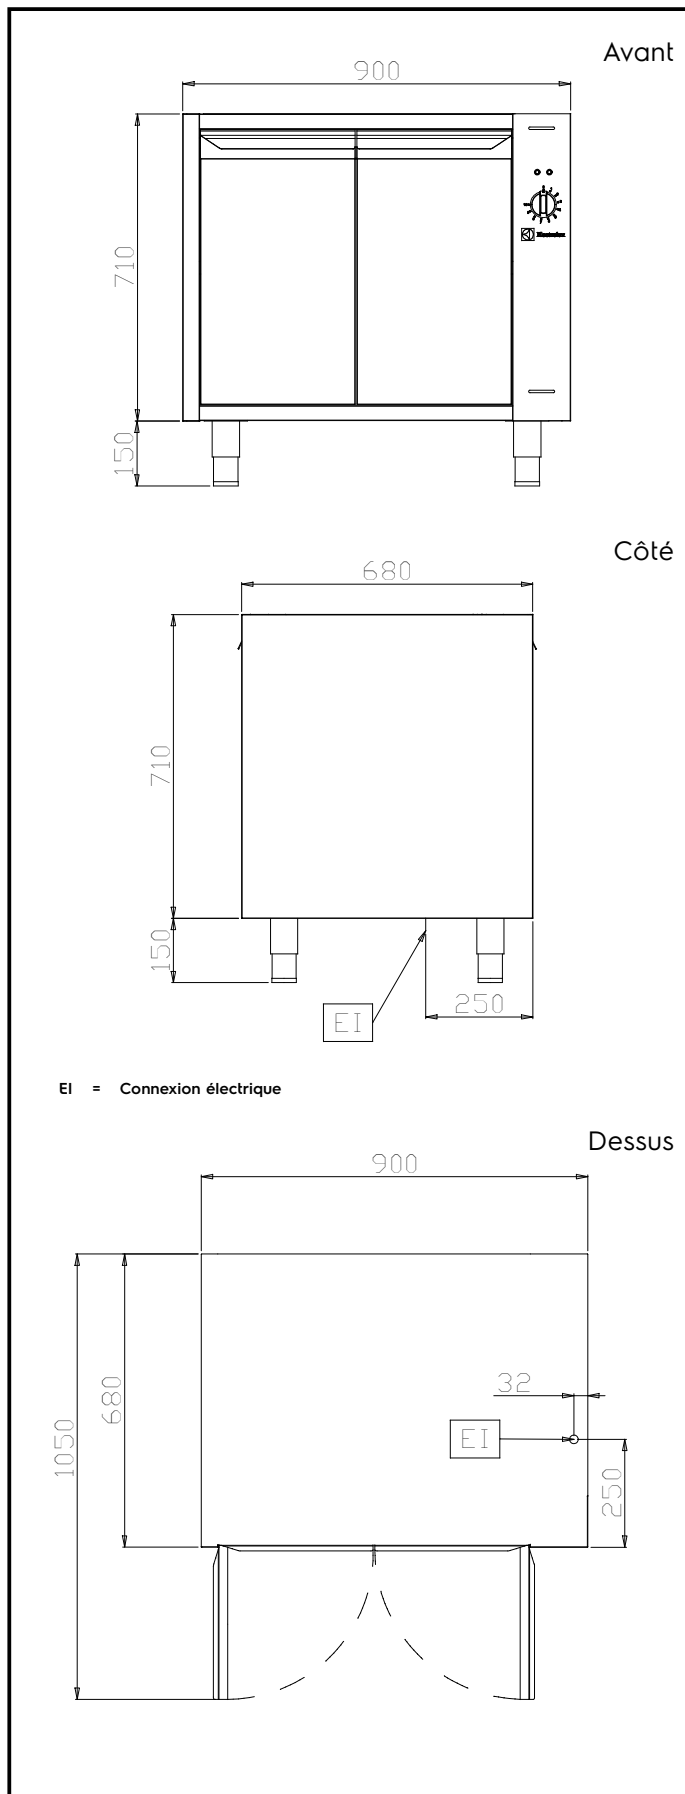 Avant
900
710
150
Electrolux
Côté
680
710
150
250
EI
EI = Connexion électrique
Dessus
900
32
680
EI
1050
250